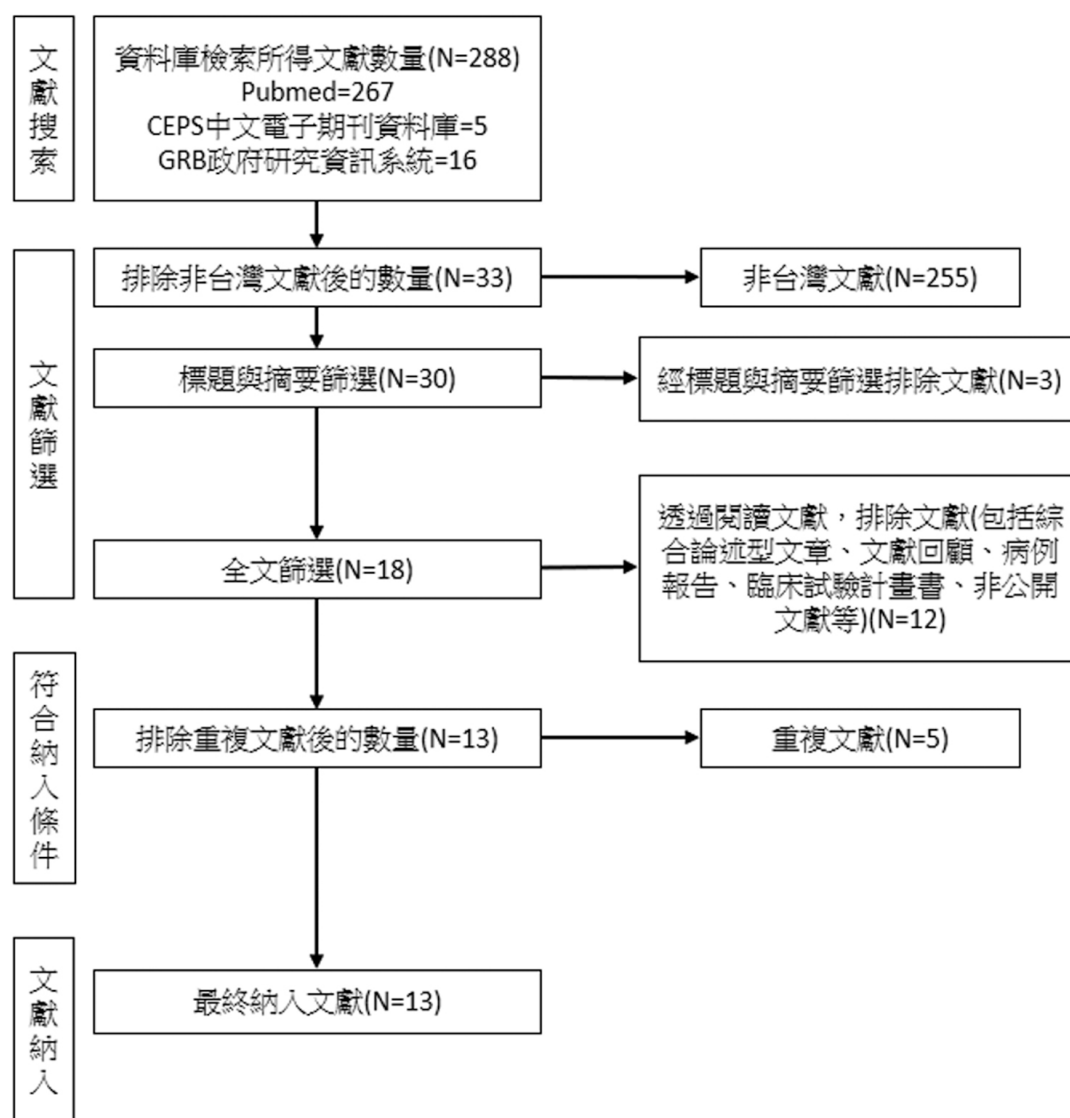 文獻搜索
資料庫檢索所得文獻數量(N=288)
Pubmed=267
CEPS中文電子期刊資料庫=5
GRB政府研究資訊系統=16
文獻篩選
排除非台灣文獻後的數量(N=33)
非台灣文獻(N=255)
標題與摘要篩選(N=30)
經標題與摘要篩選排除文獻(N=3)
全文篩選(N=18)
透過閱讀文獻，排除文獻(包括綜
合論述型文章、文獻回顧、病例
報告、臨床試驗計畫書、非公開
文獻等)(N=12)
符合納入條件
排除重複文獻後的數量(N=13)
重複文獻(N=5)
文獻納入
最終納入文獻(N=13)